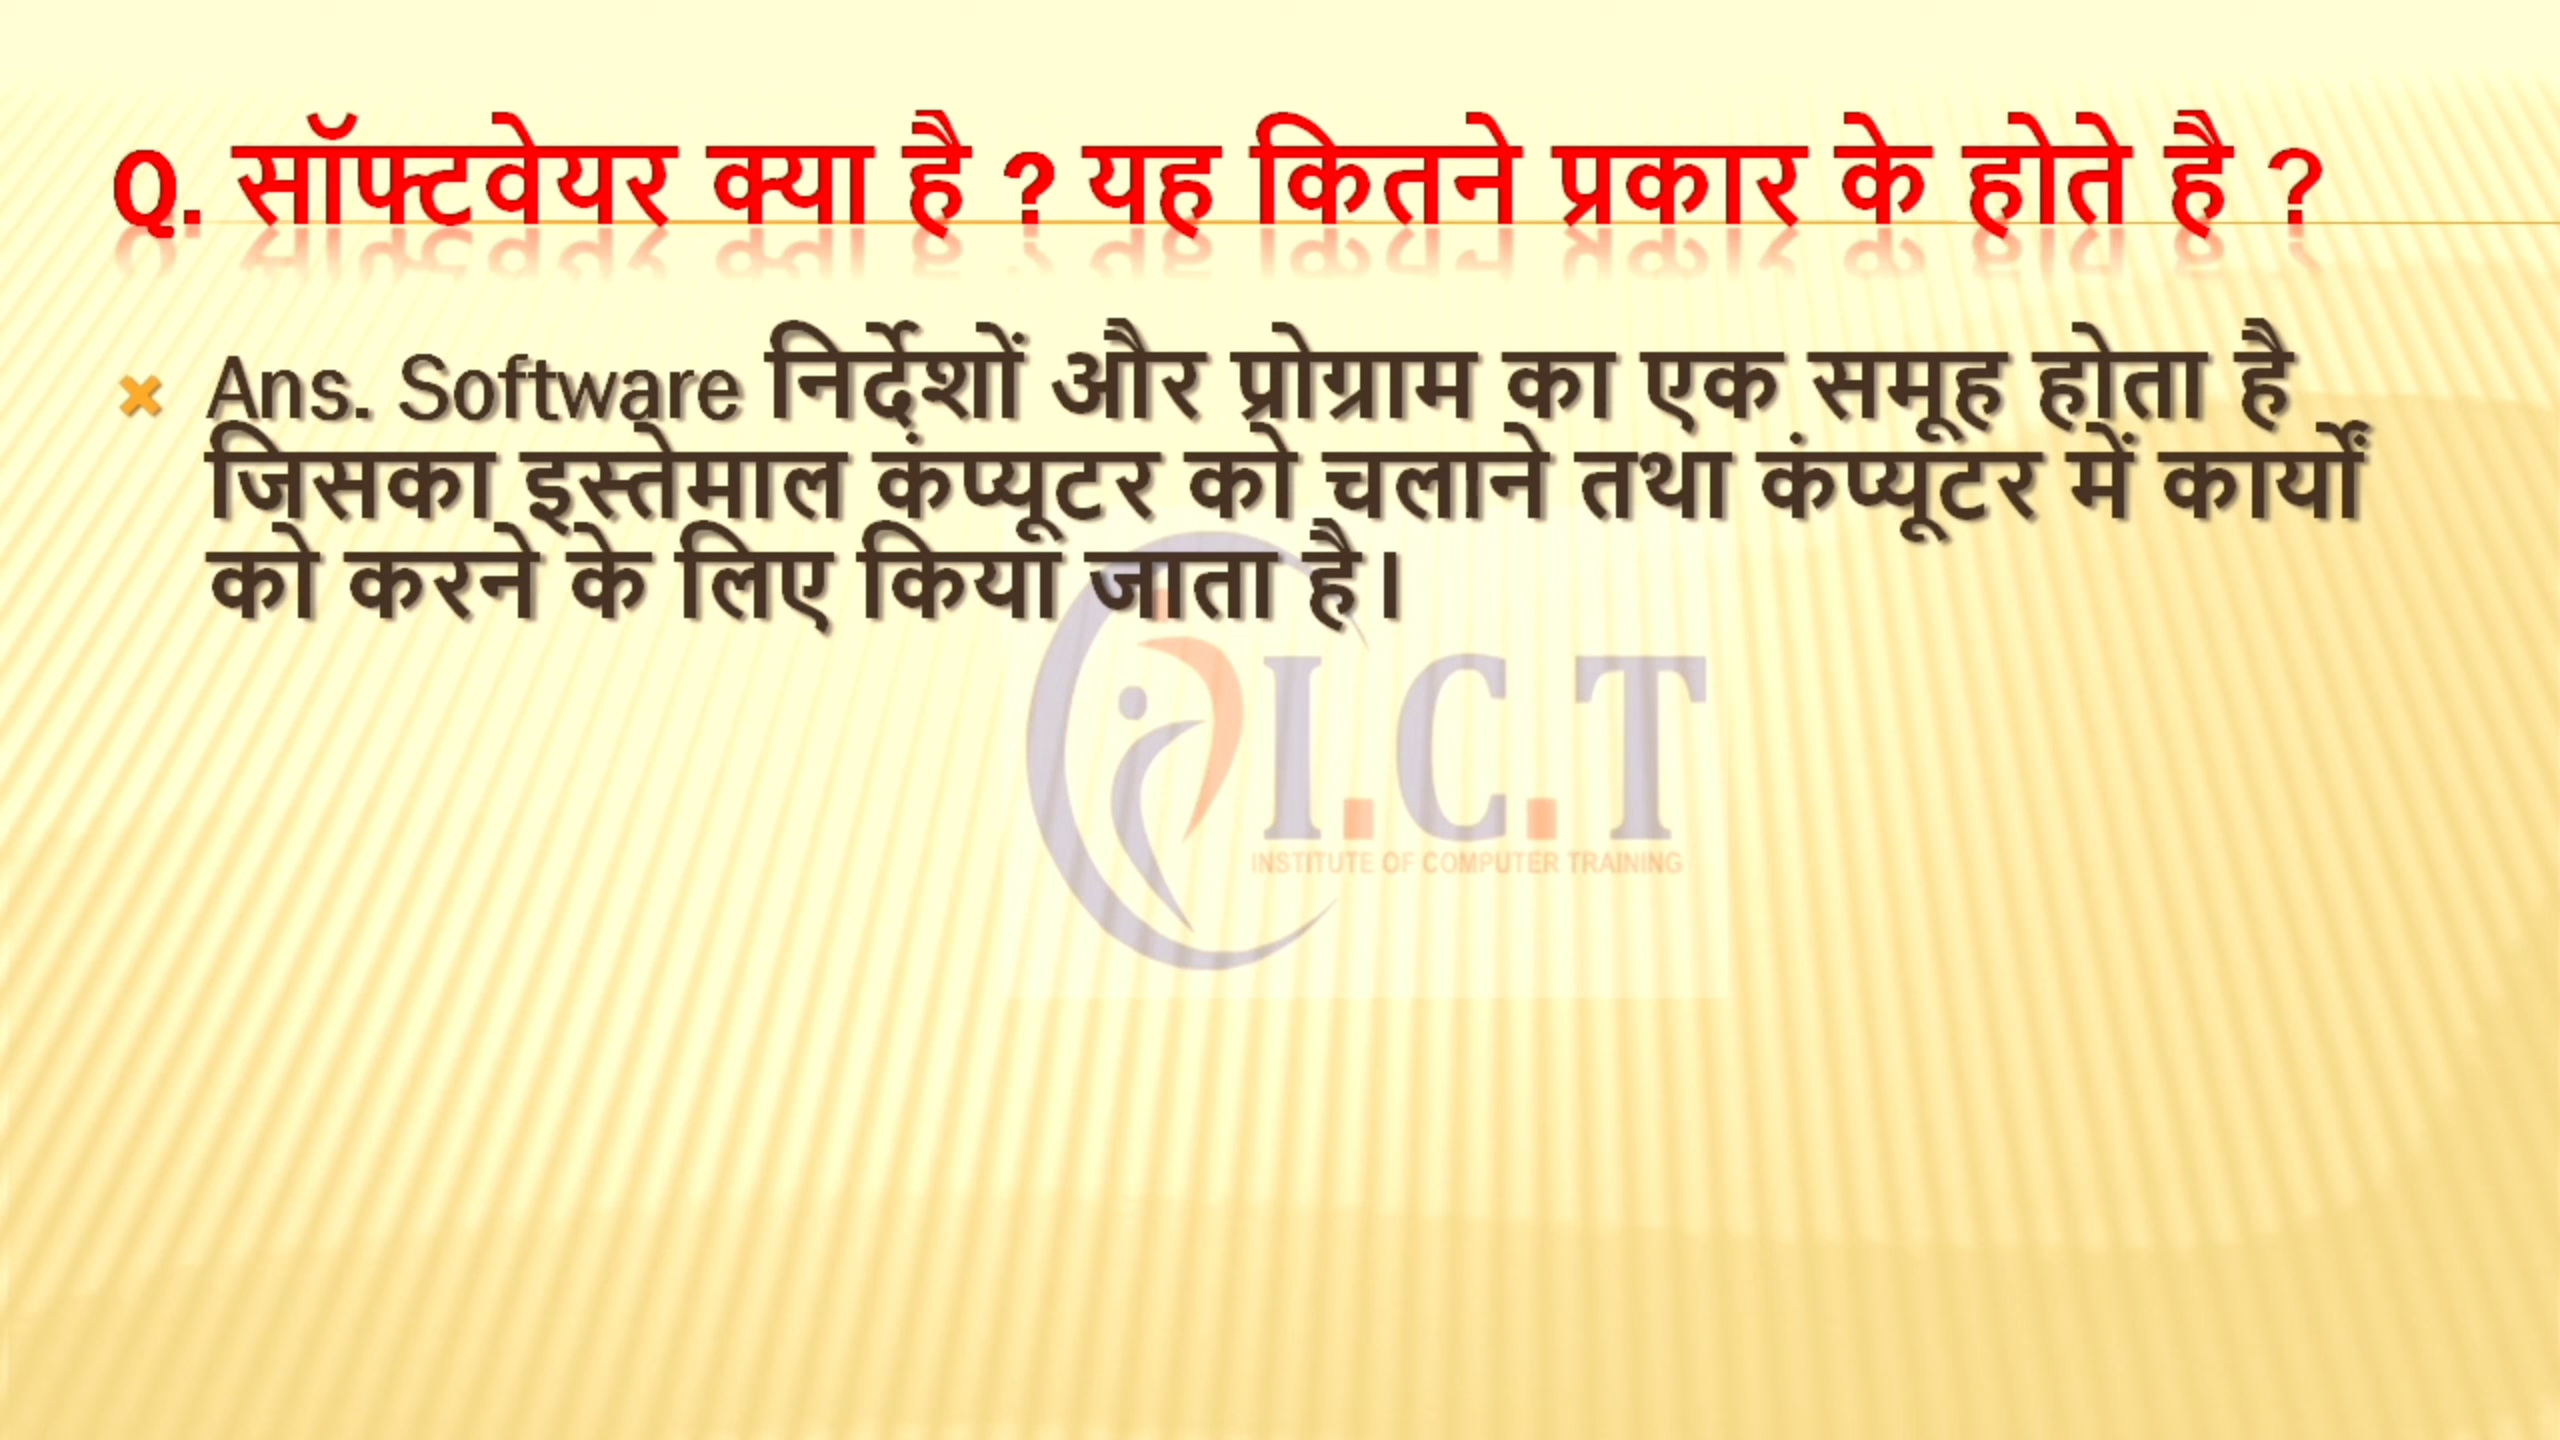 Q. सॉफ्टवेयर क्या है ? यह कितने प्रकार के होते है ?
Ans. Software निर्देशों और प्रोग्राम का एक समूह होता है
जिसका इस्तेमाल कंप्यूटर को चलाने तथा कंप्यूटर में कार्यों
को करने के लिए किया जाता है।
I.C.T
INSTITUTE OF COMPUTER TRAINING